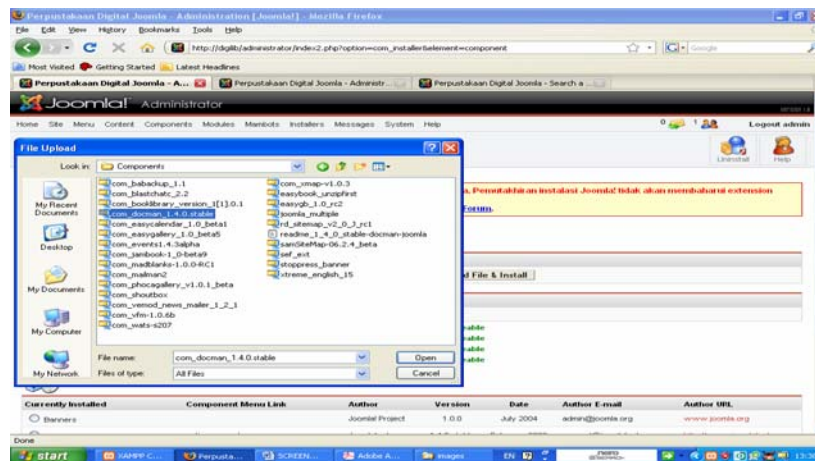 Perpustakaan Digital Joomla - Administration [Joomla!] - Mozilla Firefox
File Edit View History Bookmarks Tools Help
http://digilib/administrator/index2.php?option=com_installer&element=component
Google
Most Visited Getting Started Latest Headlines
Perpustakaan Digital Joomla - A... Perpustakaan Digital Joomla - Administr... Perpustakaan Digital Joomla - Search a ...
Joomla! Administrator
Home Site Menu Content Components Modules Mambots Installers Messages System Help 0 1 Logout admin
File Upload
Uninstall Help
Look in: Components
My Recent Documents
Desktop
My Documents
My Computer
My Network
com_babackup_1.1
com_blastchatc_2.2
com_booklibrary_version_1[1].0.1
com_docman_1.4.0.stable
com_easycalendar_1.0_beta1
com_easygallery_1.0_beta5
com_events1.4.3alpha
com_jambook-1_0-beta9
com_madblanks-1.0.0-RC1
com_mailman2
com_phocagallery_v1.0.1_beta
com_shoutbox
com_vemod_news_mailer_1_2_1
com_vfm-1.0.6b
com_wats-s207
com_xmap-v1.0.3
easybook_unzipfirst
easygb_1.0_rc2
joomla_multiple
rd_sitemap_v2_0_3_rc1
readme_1_4_0_stable-docman-joomla
samSiteMap-06.2.4_beta
sef_ext
stoppress_banner
xtreme_english_15
a, Pemutakhiran instalasi Joomla! tidak akan membaharui extension
Forum.
d File & Install
File name: com_docman_1.4.0.stable Open
Files of type: All Files Cancel
Currently Installed Component Menu Link Author Version Date Author E-mail Author URL
Banners Joomla! Project 1.0.0 July 2004 admin@joomla.org www.joomla.org
Done
start XAMPP C... Perpusta... SCREEN... Adobe A... images EN